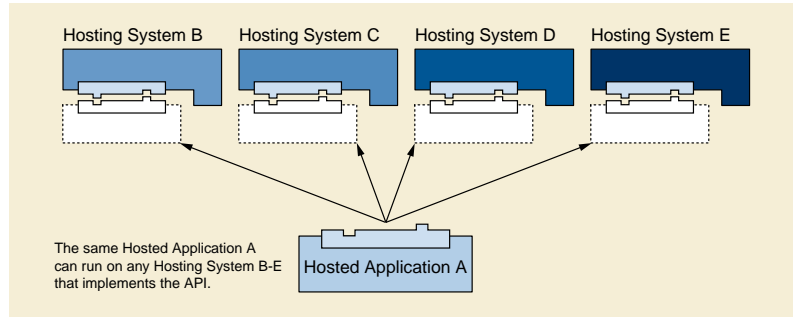 Hosting System B
Hosting System C
Hosting System D
Hosting System E
The same Hosted Application A
can run on any Hosting System B-E
that implements the API.
Hosted Application A